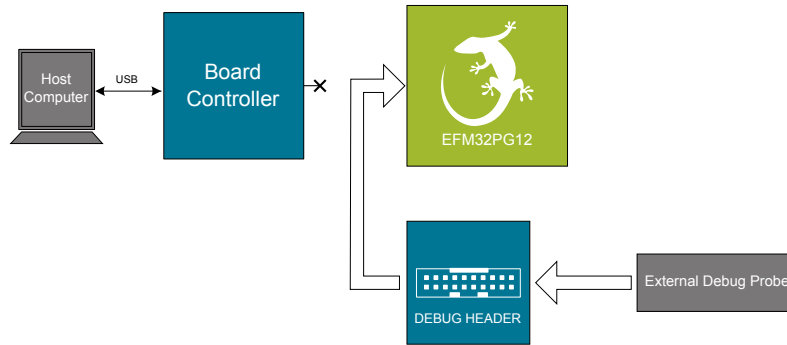 Host
Computer
USB
Board
Controller
EFM32PG12
DEBUG HEADER
External Debug Probe